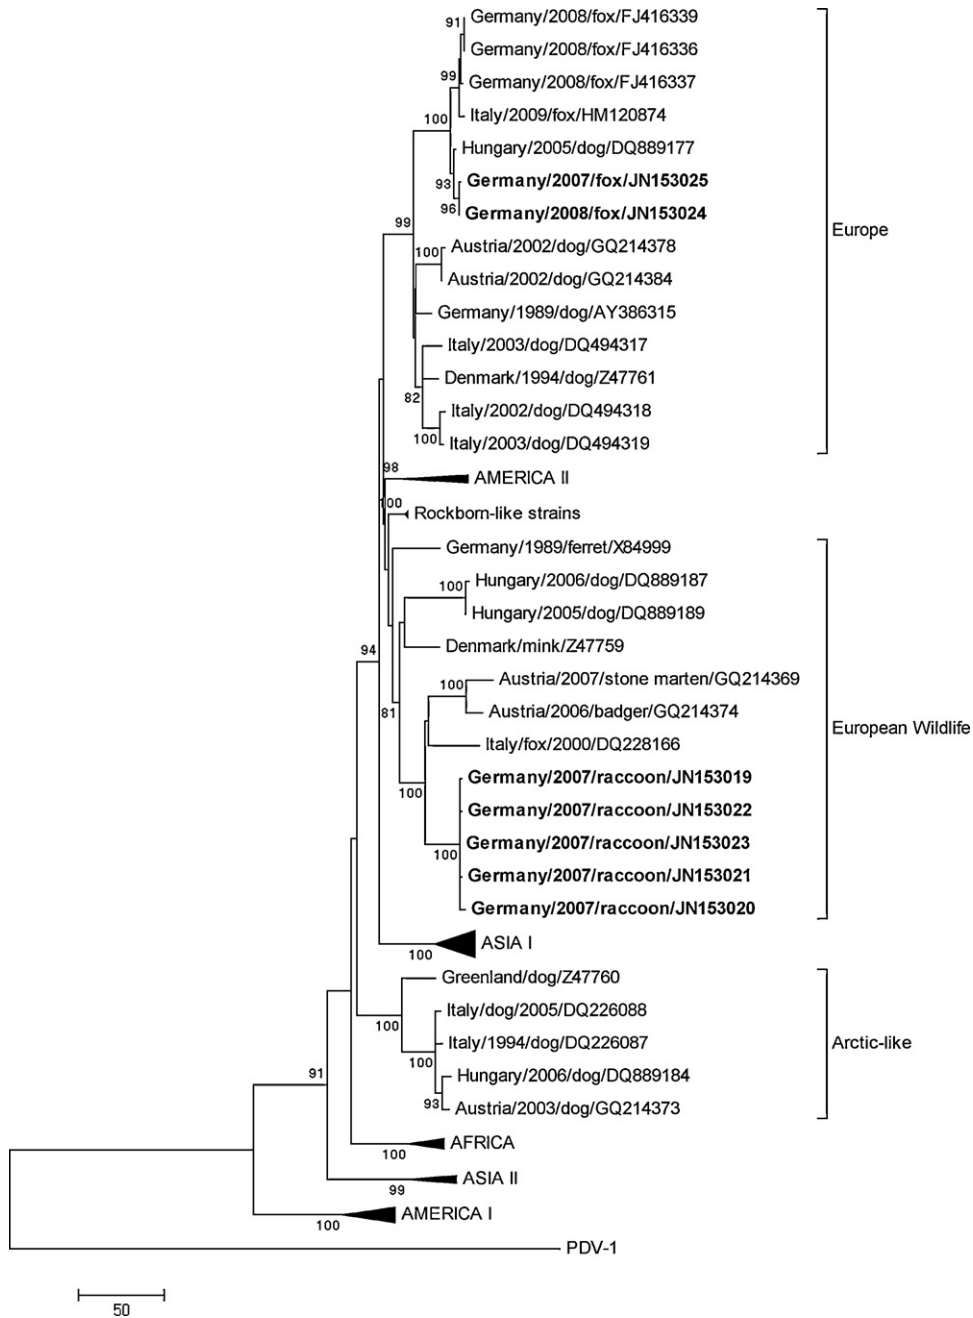 Germany/2008/fox/FJ416339
91
Germany/2008/fox/FJ416336
99
Germany/2008/fox/FJ416337
Italy/2009/fox/HM120874
100
Hungary/2005/dog/DQ889177
Germany/2007/fox/JN153025
93
Germany/2008/fox/JN153024
96
99
Europe
Austria/2002/dog/GQ214378
100
Austria/2002/dog/GQ214384
Germany/1989/dog/AY386315
Italy/2003/dog/DQ494317
Denmark/1994/dog/Z47761
82
Italy/2002/dog/DQ494318
100
Italy/2003/dog/DQ494319
98
AMERICA II
100
Rockborn-like strains
Germany/1989/ferret/X84999
Hungary/2006/dog/DQ889187
100
Hungary/2005/dog/DQ889189
Denmark/mink/Z47759
94
Austria/2007/stone marten/GQ214369
100
Austria/2006/badger/GQ214374
81
European Wildlife
Italy/fox/2000/DQ228166
Germany/2007/raccoon/JN153019
100
Germany/2007/raccoon/JN153022
Germany/2007/raccoon/JN153023
100
Germany/2007/raccoon/JN153021
Germany/2007/raccoon/JN153020
ASIA I
100
Greenland/dog/Z47760
Italy/dog/2005/DQ226088
100
Italy/1994/dog/DQ226087
Arctic-like
100
Hungary/2006/dog/DQ889184
91
93
Austria/2003/dog/GQ214373
AFRICA
100
ASIA II
99
AMERICA I
100
PDV-1
50